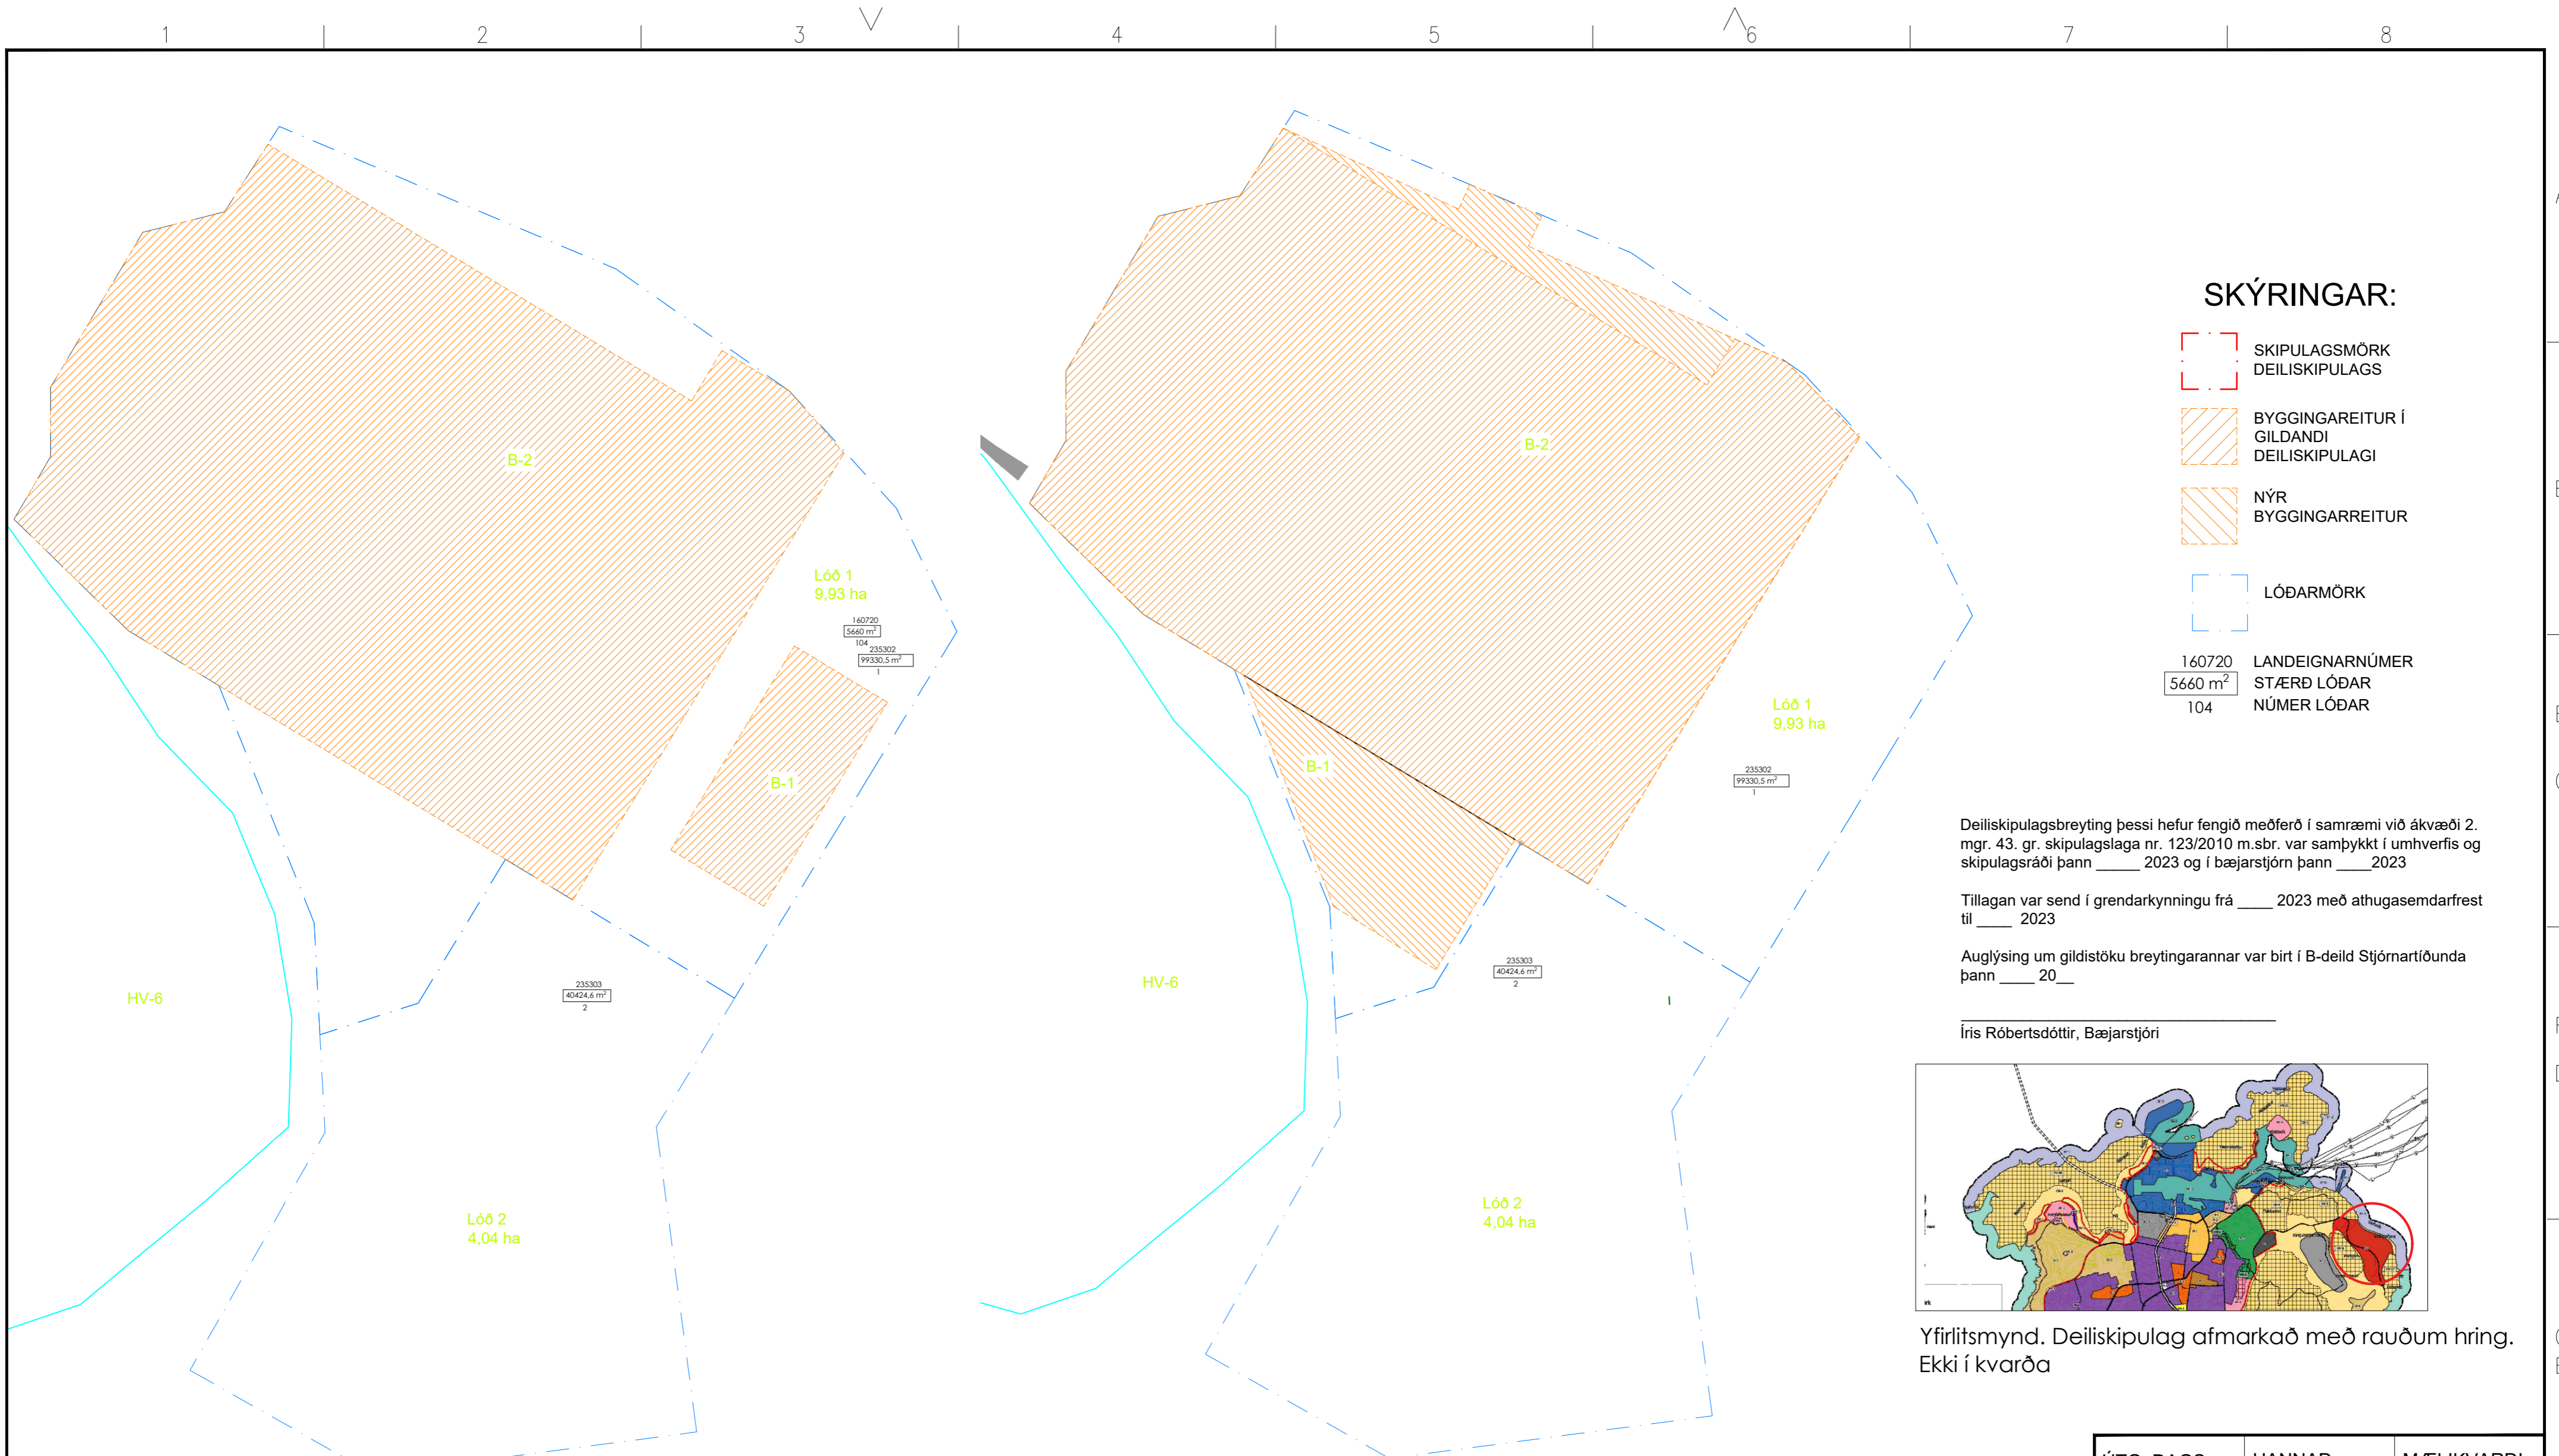 1 2 3 4 5 6 7 8
B-2
Lóð 1
9,93 ha
160720
5660 m²
104
235302
99330,5 m²
1
B-1
235303
40424,6 m²
2
HV-6
Lóð 2
4,04 ha
B-2
Lóð 1
9,93 ha
235302
99330,5 m²
1
B-1
235303
40424,6 m²
2
HV-6
Lóð 2
4,04 ha
SKÝRINGAR:
SKIPULAGSMÖRK
DEILISKIPULAGS
BYGGINGAREITUR Í
GILDANDI
DEILISKIPULAGI
NÝR
BYGGINGARREITUR
LÓÐARMÖRK
160720 LANDEIGNARNÚMER
5660 m² STÆRÐ LÓÐAR
104 NÚMER LÓÐAR
Deiliskipulagsbreyting þessi hefur fengið meðferð í samræmi við ákvæði 2.
mgr. 43. gr. skipulagslaga nr. 123/2010 m.sbr. var samþykkt í umhverfis og
skipulagsráði þann _____ 2023 og í bæjarstjórn þann ____2023
Tillagan var send í grendarkynningu frá ____ 2023 með athugasemdarfrest
til ____ 2023
Auglýsing um gildistöku breytingarannar var birt í B-deild Stjórnartíðunda
þann ____ 20__
Íris Róbertsdóttir, Bæjarstjóri
Yfirlitsmynd. Deiliskipulag afmarkað með rauðum hring.
Ekki í kvarða